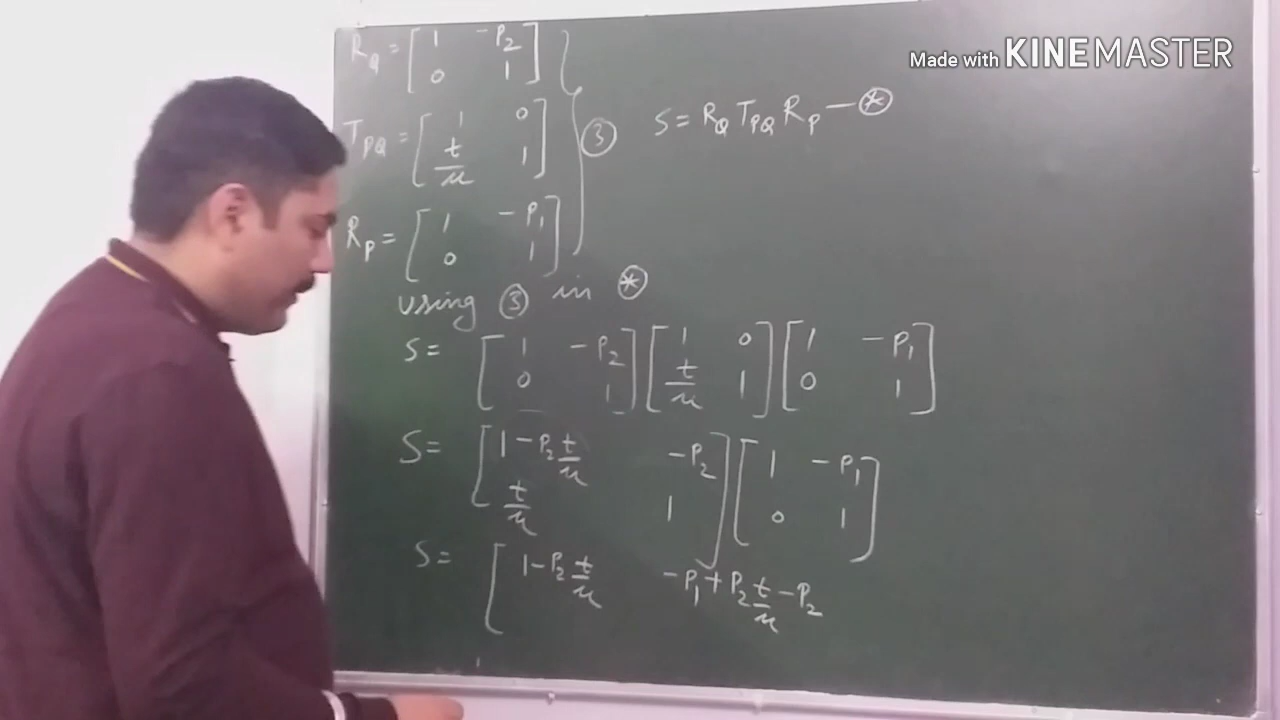 Made with KINEMASTER
R_Q = [ 1 -P_2 ; 0 1 ]
T_PQ = [ 1 0 ; t/μ 1 ] ③
S = R_Q T_PQ R_P — ⊛
R_P = [ 1 -P_1 ; 0 1 ]
using ③ in ⊛
S = [ 1 -P_2 ; 0 1 ] [ 1 0 ; t/μ 1 ] [ 1 -P_1 ; 0 1 ]
S = [ 1-P_2 t/μ -P_2 ; t/μ 1 ] [ 1 -P_1 ; 0 1 ]
S = [ 1-P_2 t/μ -P_1 + P_2 t/μ - P_2